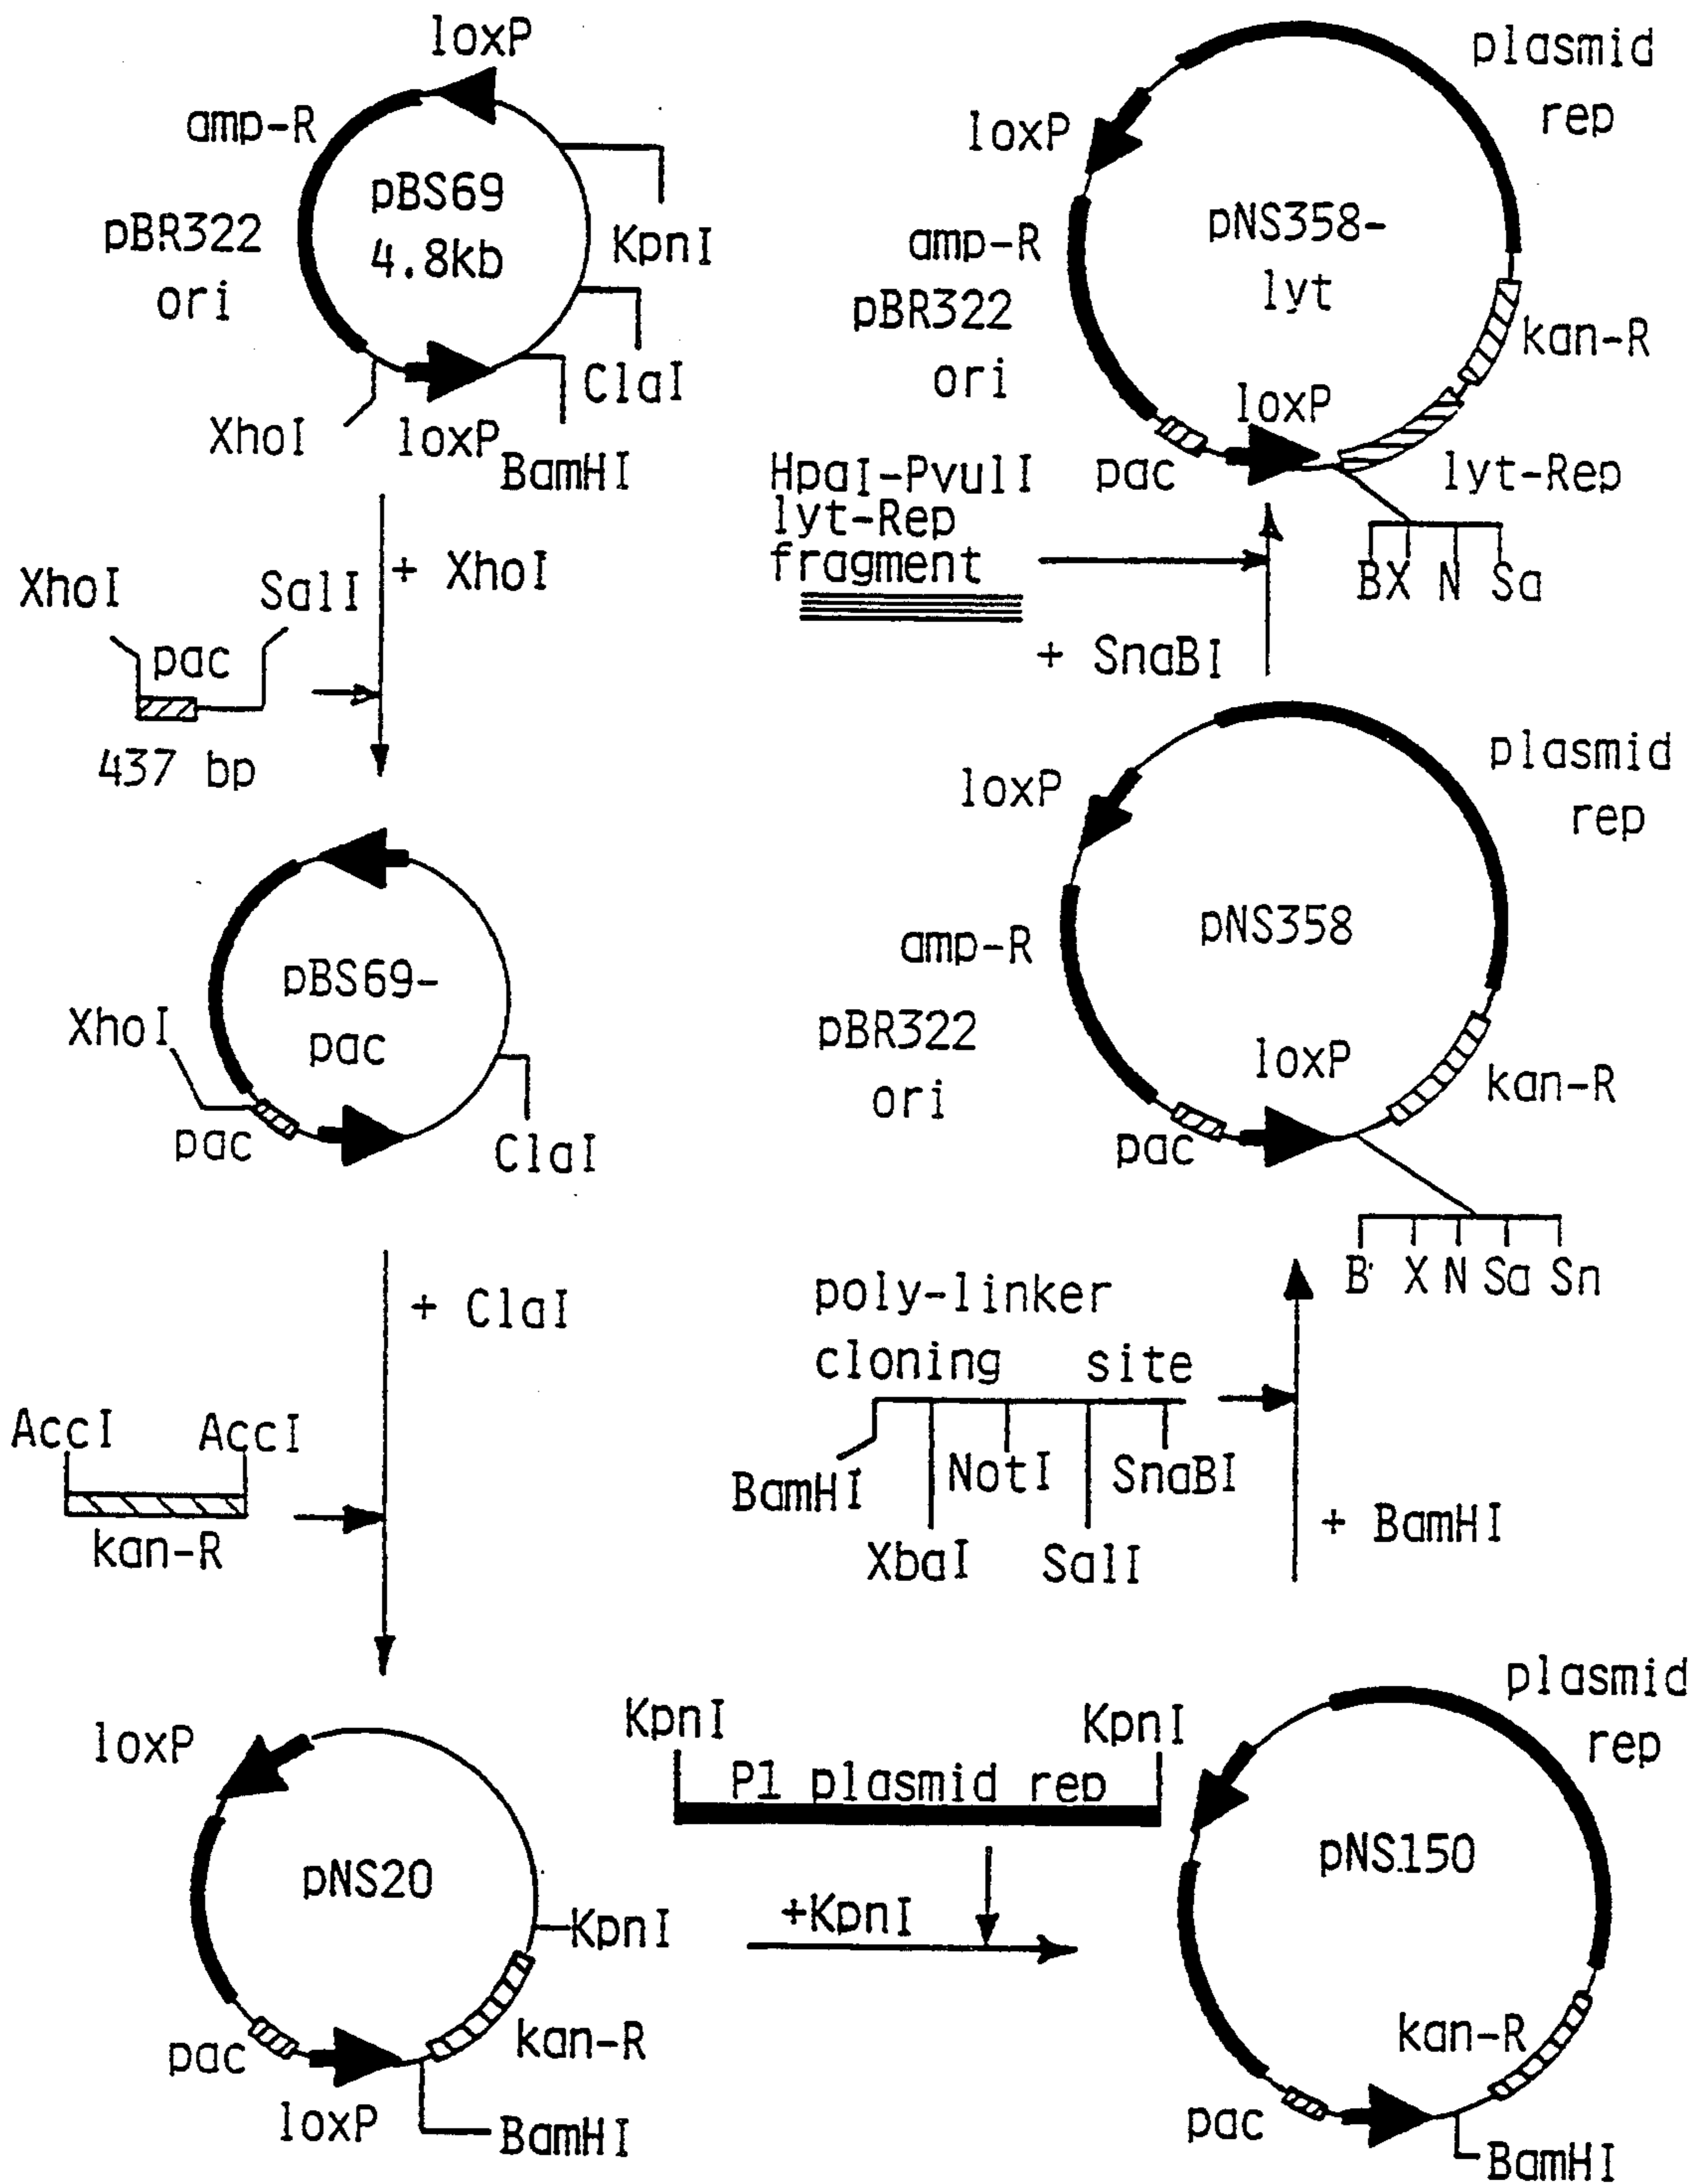 loxP
amp-R
pBS69
4.8kb
pBR322
ori
KpnI
ClaI
XhoI
loxP
BamHI
+ XhoI
XhoI
SalI
pac
437 bp
pBS69-
pac
XhoI
pac
ClaI
+ ClaI
AccI
AccI
kan-R
loxP
pNS20
KpnI
kan-R
pac
loxP
BamHI
KpnI
KpnI
P1 plasmid rep
+KpnI
plasmid
rep
pNS150
kan-R
pac
BamHI
poly-linker
cloning site
BamHI
NotI
SnaBI
XbaI
SalI
+ BamHI
plasmid
rep
loxP
pNS358
amp-R
pBR322
ori
loxP
kan-R
pac
B X N Sa Sn
HpaI-PvuII
lyt-Rep
fragment
+ SnaBI
plasmid
rep
loxP
pNS358-
lyt
amp-R
pBR322
ori
kan-R
loxP
pac
lyt-Rep
BX N Sa